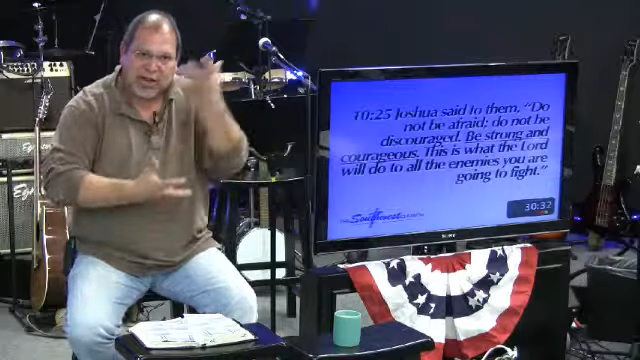 10:25 Joshua said to them. "Do
not be afraid; do not be
discouraged. Be strong and
courageous. This is what the Lord
will do to all the enemies you are
going to fight."
30:32
Southwest
SONY